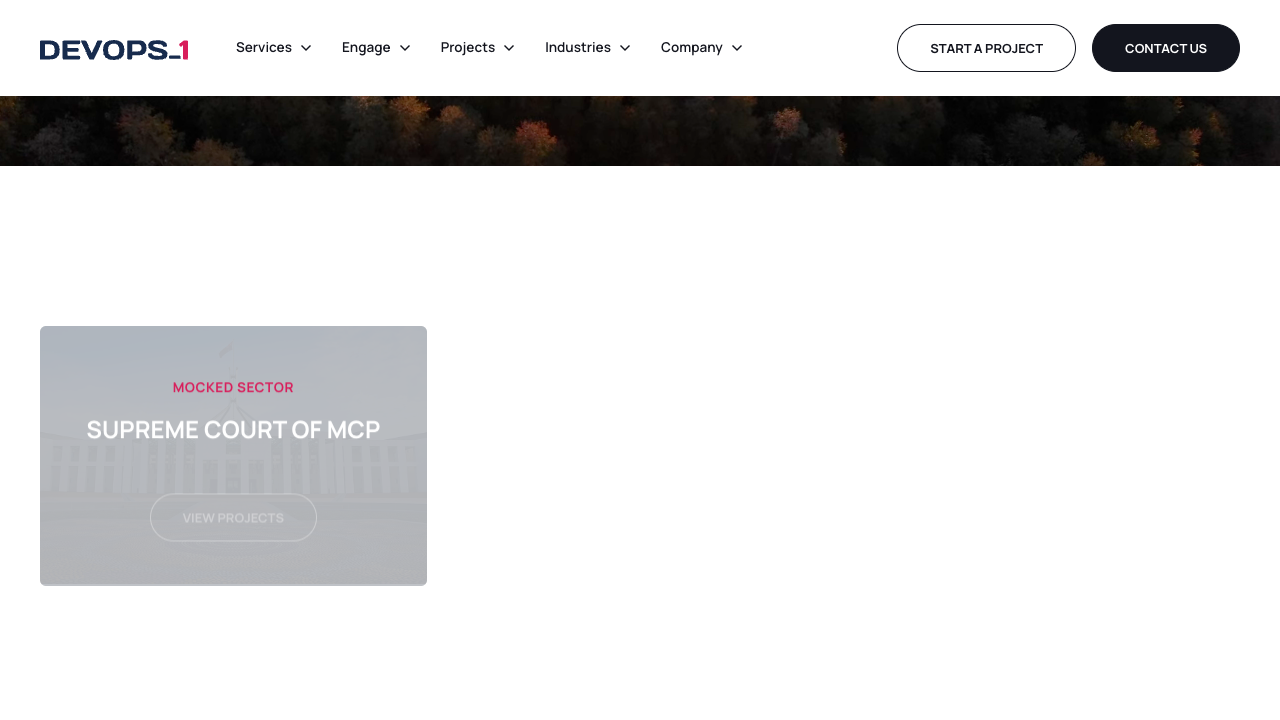 DEVOPS_1
Services
Engage
Projects
Industries
Company
START A PROJECT
CONTACT US
MOCKED SECTOR
SUPREME COURT OF MCP
VIEW PROJECTS